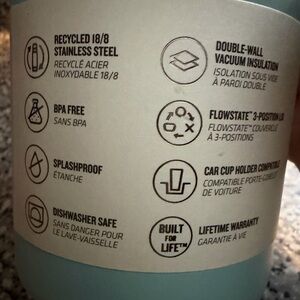 RECYCLED 18/8
STAINLESS STEEL
RECYCLÉ ACIER
INOXYDABLE 18/8
BPA FREE
SANS BPA
SPLASHPROOF
ÉTANCHE
DISHWASHER SAFE
SANS DANGER POUR
LE LAVE-VAISSELLE
DOUBLE-WALL
VACUUM INSULATION
ISOLATION SOUS VIDE
À PAROI DOUBLE
FLOWSTATE™ 3-POSITION LID
FLOWSTATE™ COUVERCLE
À 3-POSITIONS
CAR CUP HOLDER COMPATIBLE
COMPATIBLE PORTE-GOBELET
DE VOITURE
BUILT
FOR
LIFE™
LIFETIME WARRANTY
GARANTIE À VIE